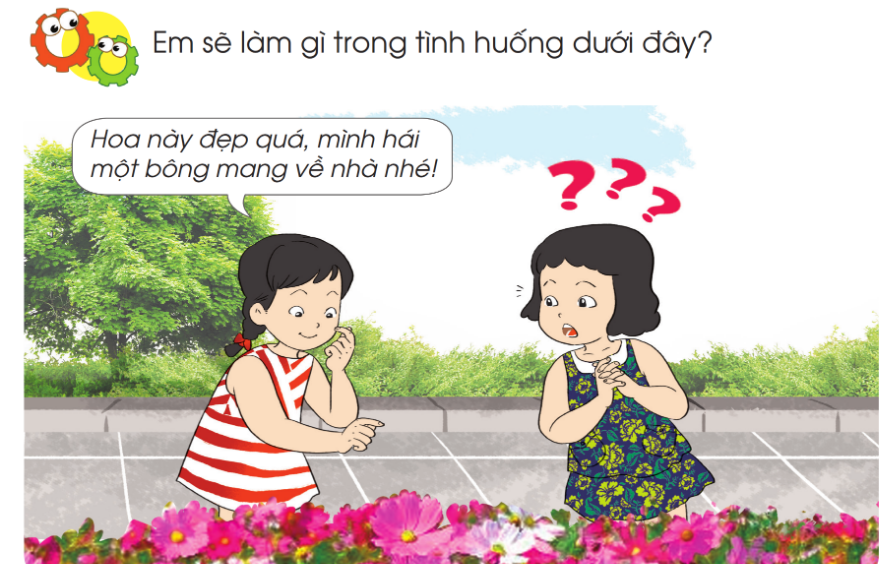 Em sẽ làm gì trong tình huống dưới đây?
Hoa này đẹp quá, mình hái
một bông mang về nhà nhé!
???